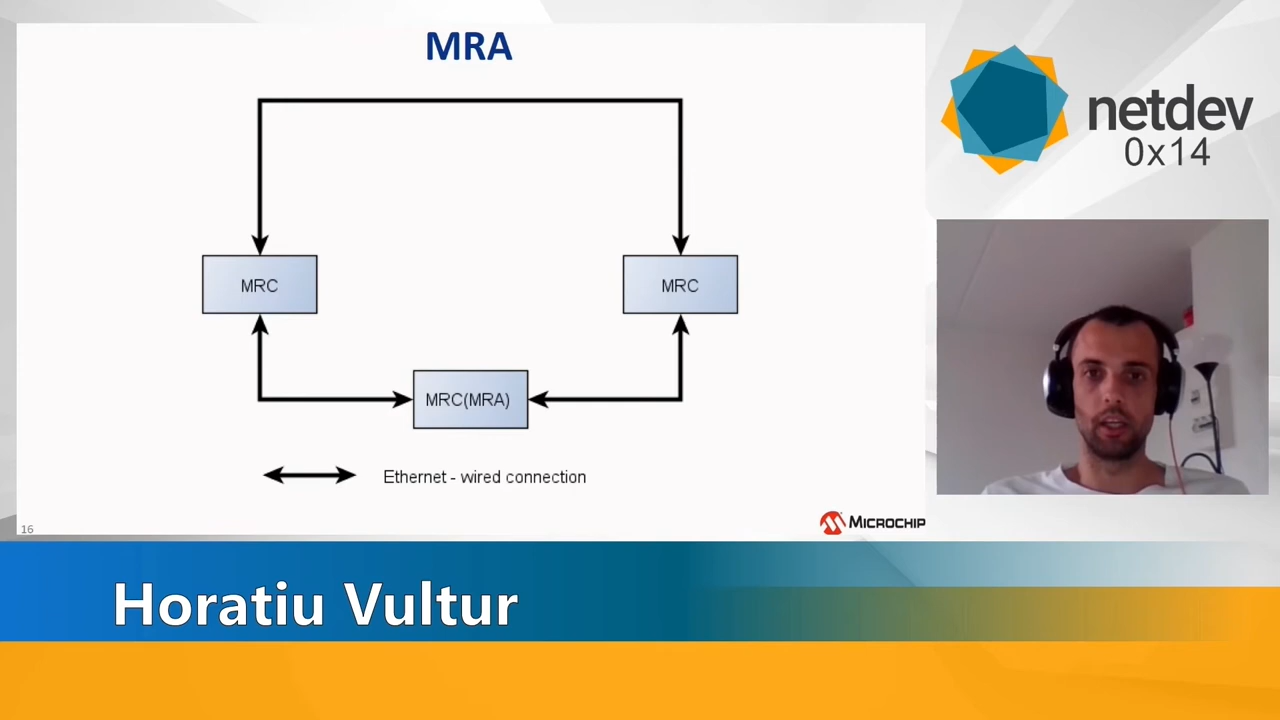 MRA
MRC
MRC
MRC(MRA)
Ethernet - wired connection
16
MICROCHIP
netdev
0x14
Horatiu Vultur